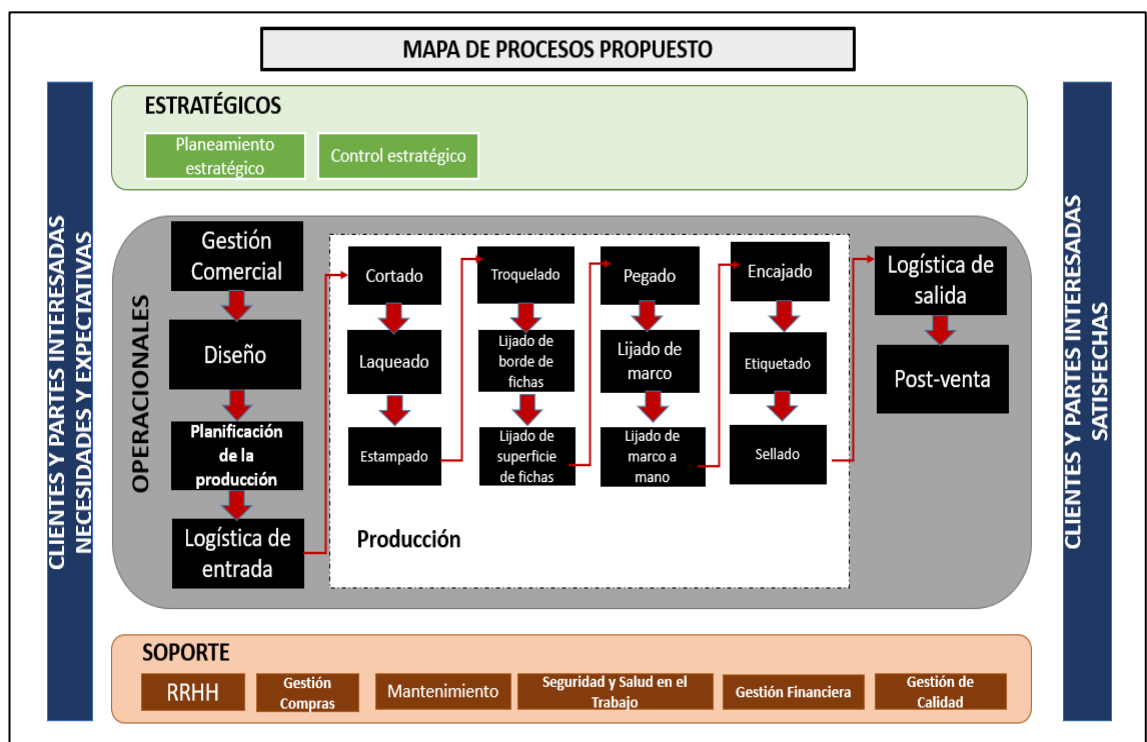 MAPA DE PROCESOS PROPUESTO
CLIENTES Y PARTES INTERESADAS
NECESIDADES Y EXPECTATIVAS
ESTRATÉGICOS
Planeamiento
estratégico
Control estratégico
OPERACIONALES
Gestión
Comercial
Diseño
Planificación
de la
producción
Logística de
entrada
Cortado
Laqueado
Estampado
Troquelado
Lijado de
borde de
fichas
Lijado de
superficie
de fichas
Pegado
Lijado de
marco
Lijado de
marco a
mano
Encajado
Etiquetado
Sellado
Producción
Logística de
salida
Post-venta
SOPORTE
RRHH
Gestión
Compras
Mantenimiento
Seguridad y Salud en el
Trabajo
Gestión Financiera
Gestión de
Calidad
CLIENTES Y PARTES INTERESADAS
SATISFECHAS